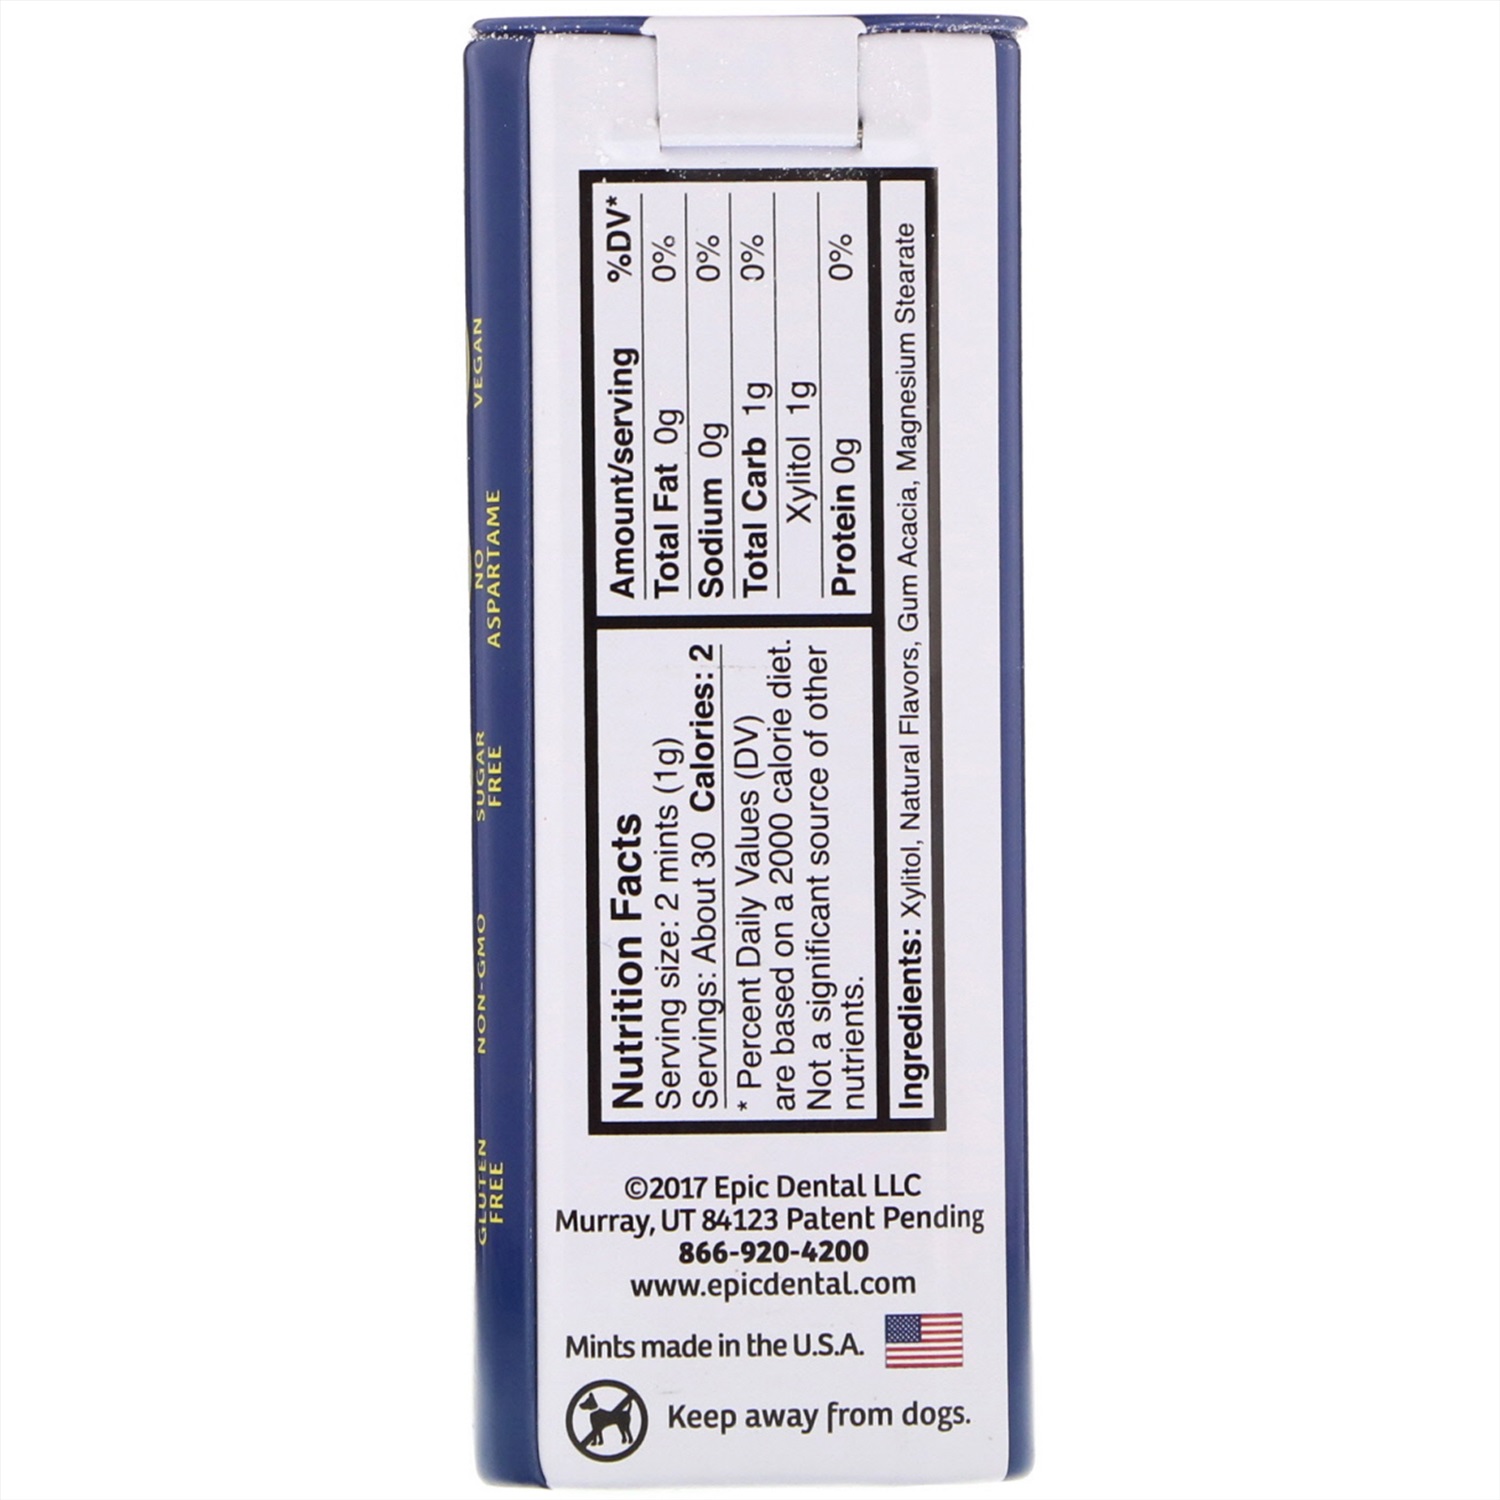 Nutrition Facts
Serving size: 2 mints (1g)
Servings: About 30 Calories: 2
* Percent Daily Values (DV)
are based on a 2000 calorie diet.
Not a significant source of other
nutrients.
Amount/serving %DV*
Total Fat 0g 0%
Sodium 0g 0%
Total Carb 1g 0%
Xylitol 1g
Protein 0g 0%
Ingredients: Xylitol, Natural Flavors, Gum Acacia, Magnesium Stearate
©2017 Epic Dental LLC
Murray, UT 84123 Patent Pending
866-920-4200
www.epicdental.com
Mints made in the U.S.A.
Keep away from dogs.
GLUTEN
FREE
NON-GMO
SUGAR
FREE
NO
ASPARTAME
VEGAN